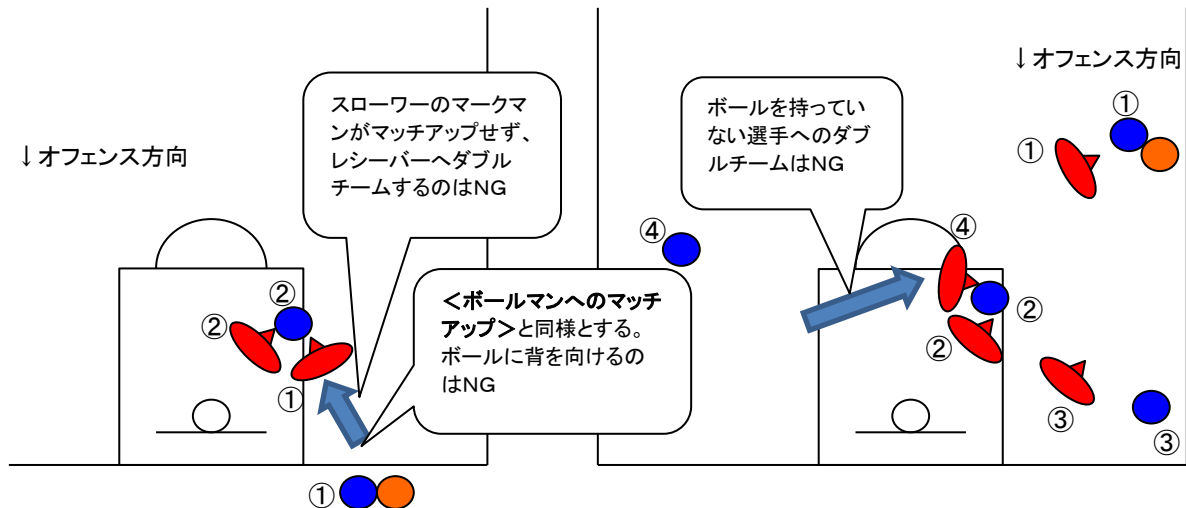 ↓オフェンス方向
スローワーのマークマ
ンがマッチアップせず、
レシーバーへダブル
チームするのはNG
<ボールマンへのマッチ
アップ>と同様とする。
ボールに背を向けるの
はNG
②
②
①
①
↓オフェンス方向
ボールを持ってい
ない選手へのダブ
ルチームはNG
①
①
④
④
②
②
③
③